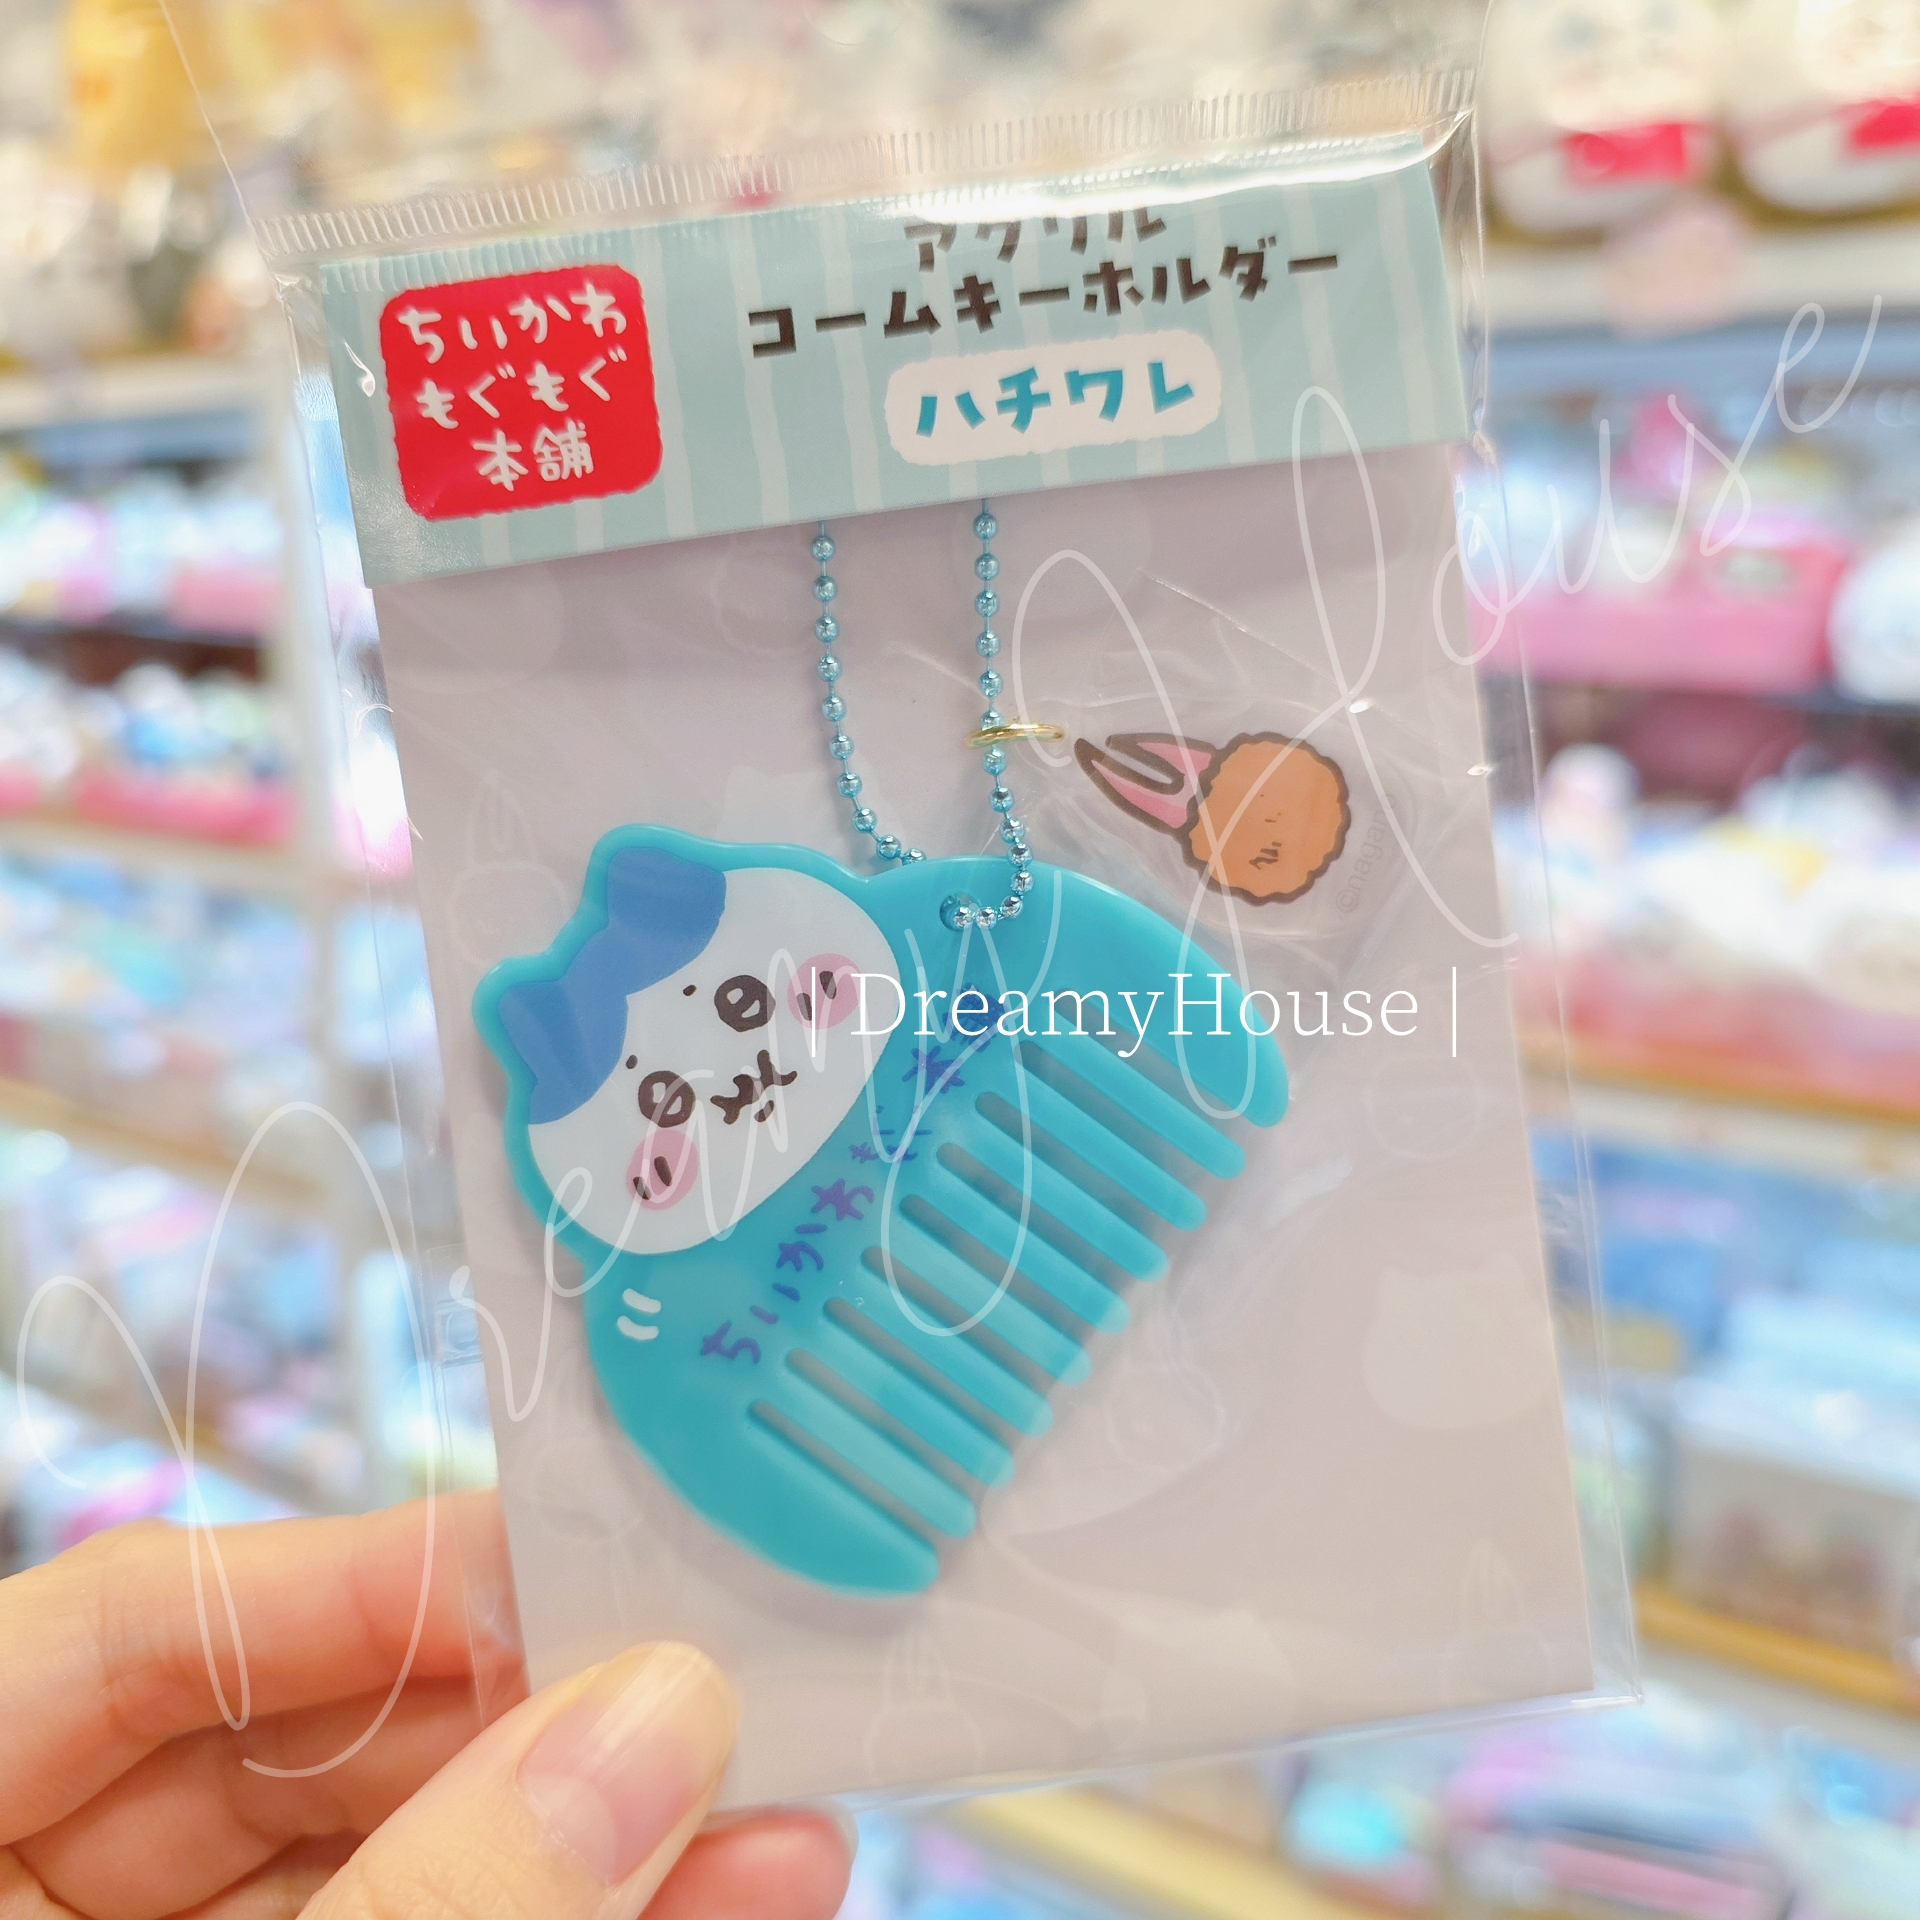 ちいかわ
もぐもぐ
本舗
アクリル
コームキーホルダー
ハチワレ
©nagano
| DreamyHouse |
DreamyHouse
ちいかわもぐもぐ本舗